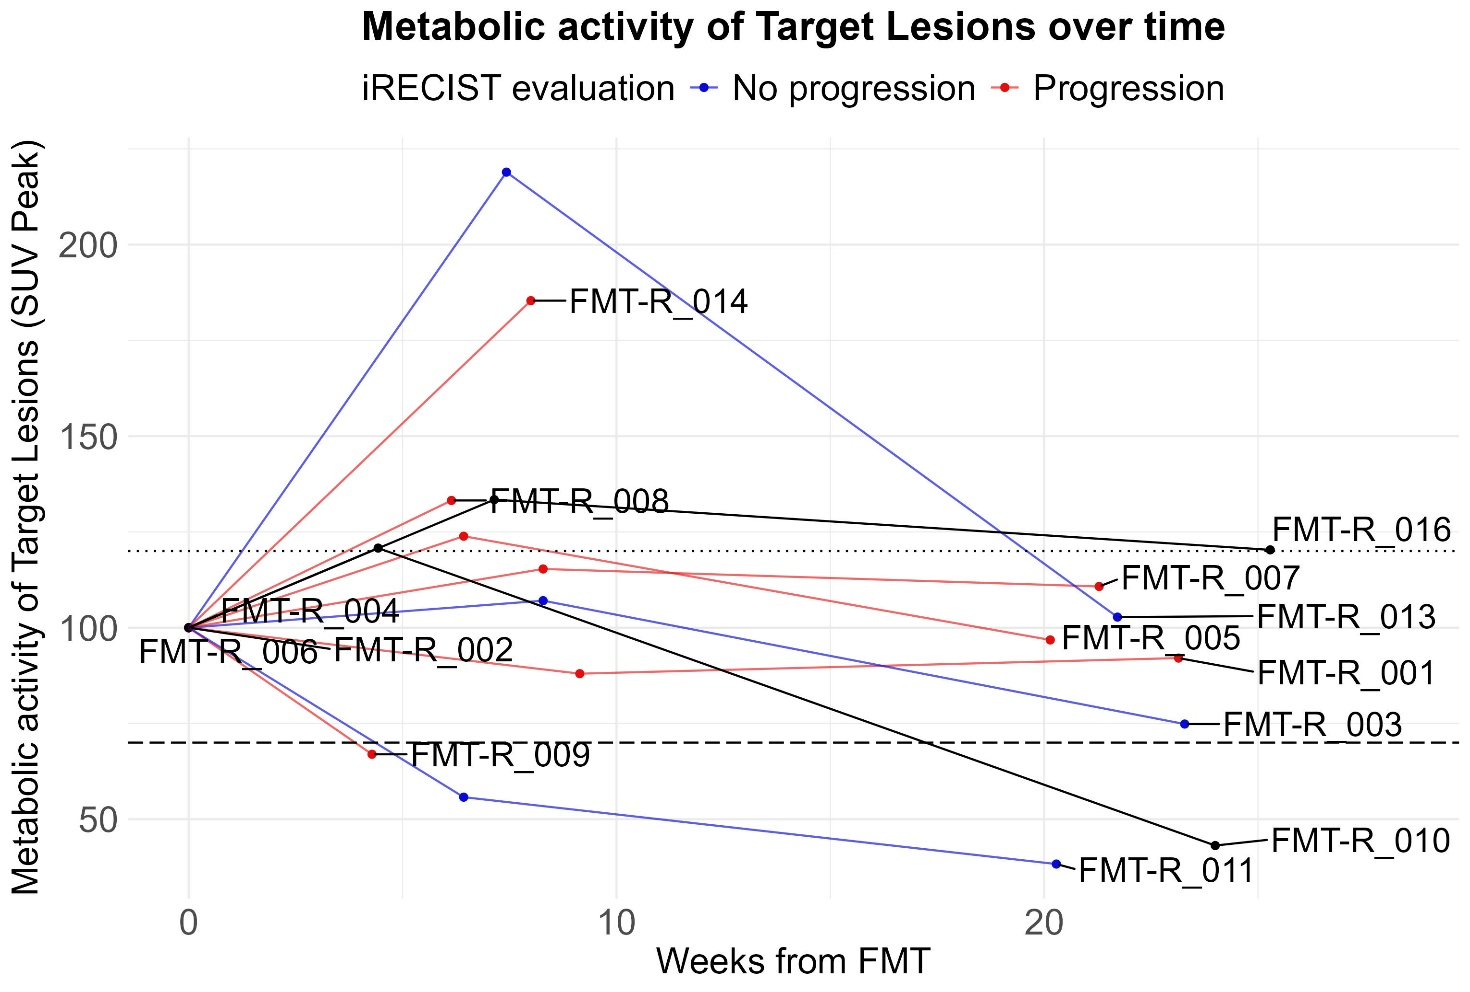 Metabolic activity of Target Lesions over time
iRECIST evaluation No progression Progression
Metabolic activity of Target Lesions (SUV Peak)
200
150
100
50
FMT-R_014
FMT-R_008
FMT-R_016
FMT-R_007
FMT-R_004
FMT-R_013
FMT-R_005
FMT-R_006
FMT-R_002
FMT-R_001
FMT-R_003
FMT-R_009
FMT-R_010
FMT-R_011
0 10 20
Weeks from FMT